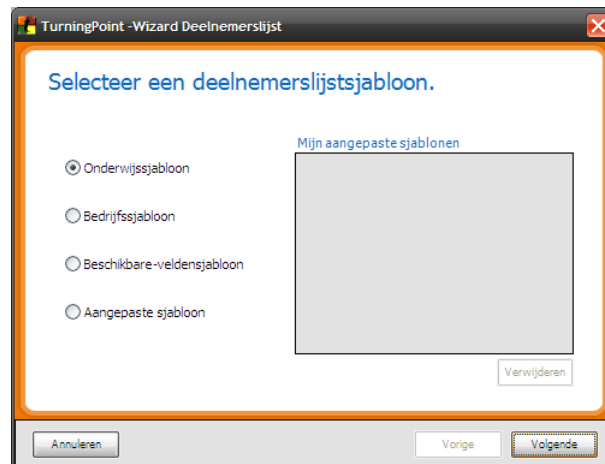 TurningPoint -Wizard Deelnemerslijst
Selecteer een deelnemerslijstsjabloon.
Mijn aangepaste sjablonen
Onderwijssjabloon
Bedrijfssjabloon
Beschikbare-veldensjabloon
Aangepaste sjabloon
Verwijderen
Annuleren
Vorige
Volgende